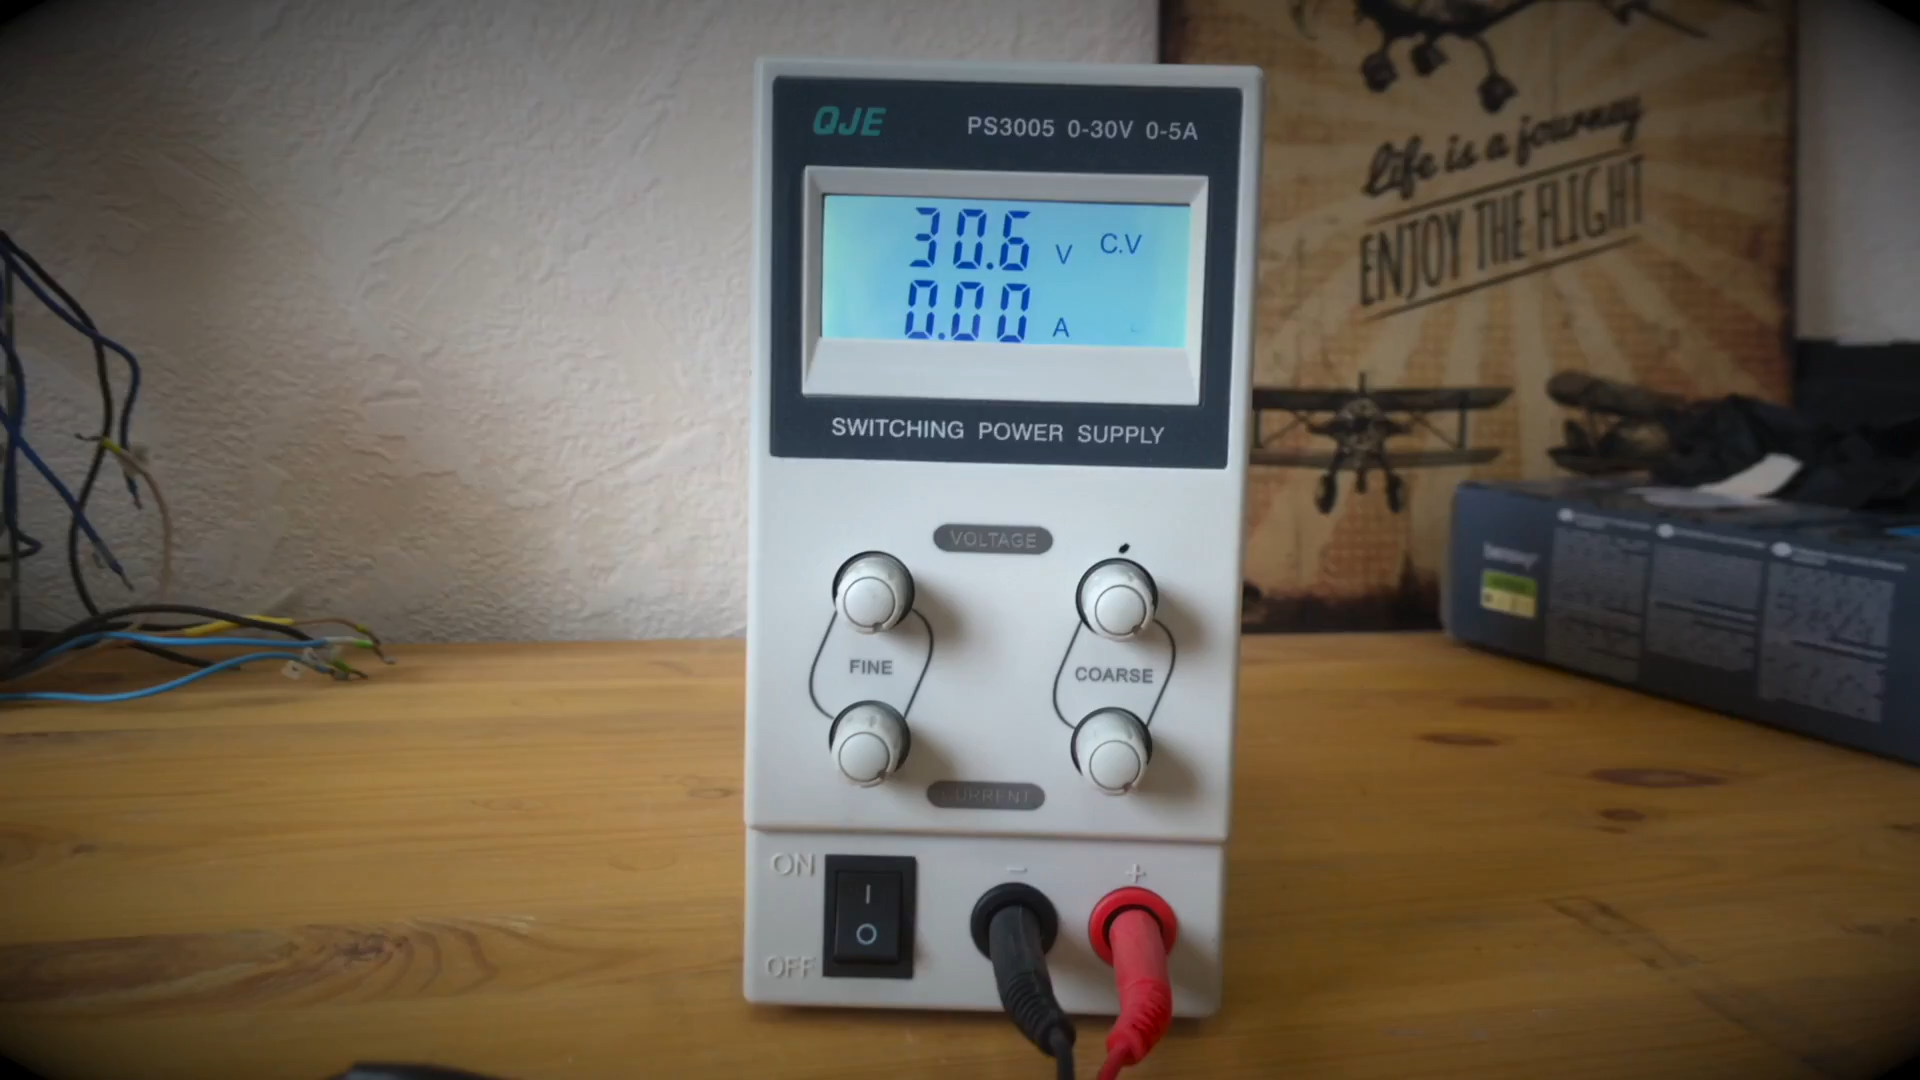 QJE
PS3005 0-30V 0-5A
30.6 V C.V
0.00 A
SWITCHING POWER SUPPLY
VOLTAGE
FINE
COARSE
CURRENT
ON
I
O
OFF
- +
life is a journey
ENJOY THE FLIGHT